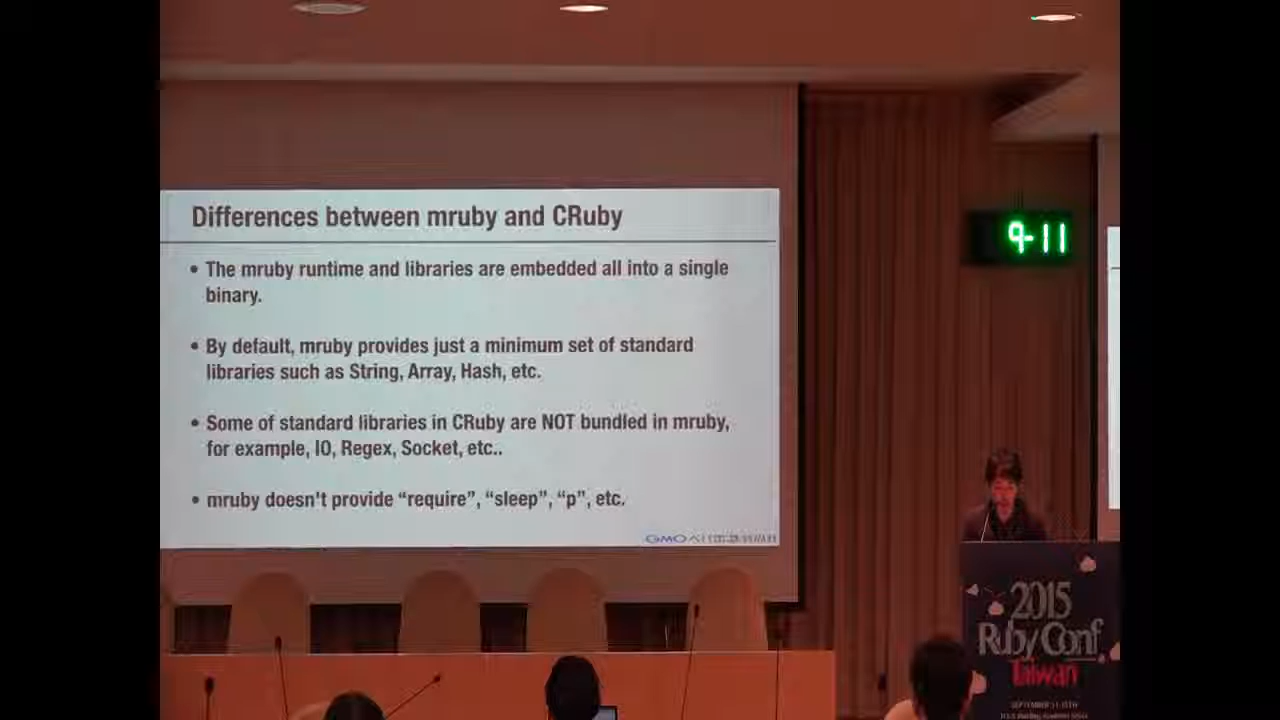 Differences between mruby and CRuby
• The mruby runtime and libraries are embedded all into a single
binary.
• By default, mruby provides just a minimum set of standard
libraries such as String, Array, Hash, etc.
• Some of standard libraries in CRuby are NOT bundled in mruby,
for example, IO, Regex, Socket, etc..
• mruby doesn't provide “require”, “sleep”, “p”, etc.
GMO
9-11
2015
Ruby Conf
Taiwan